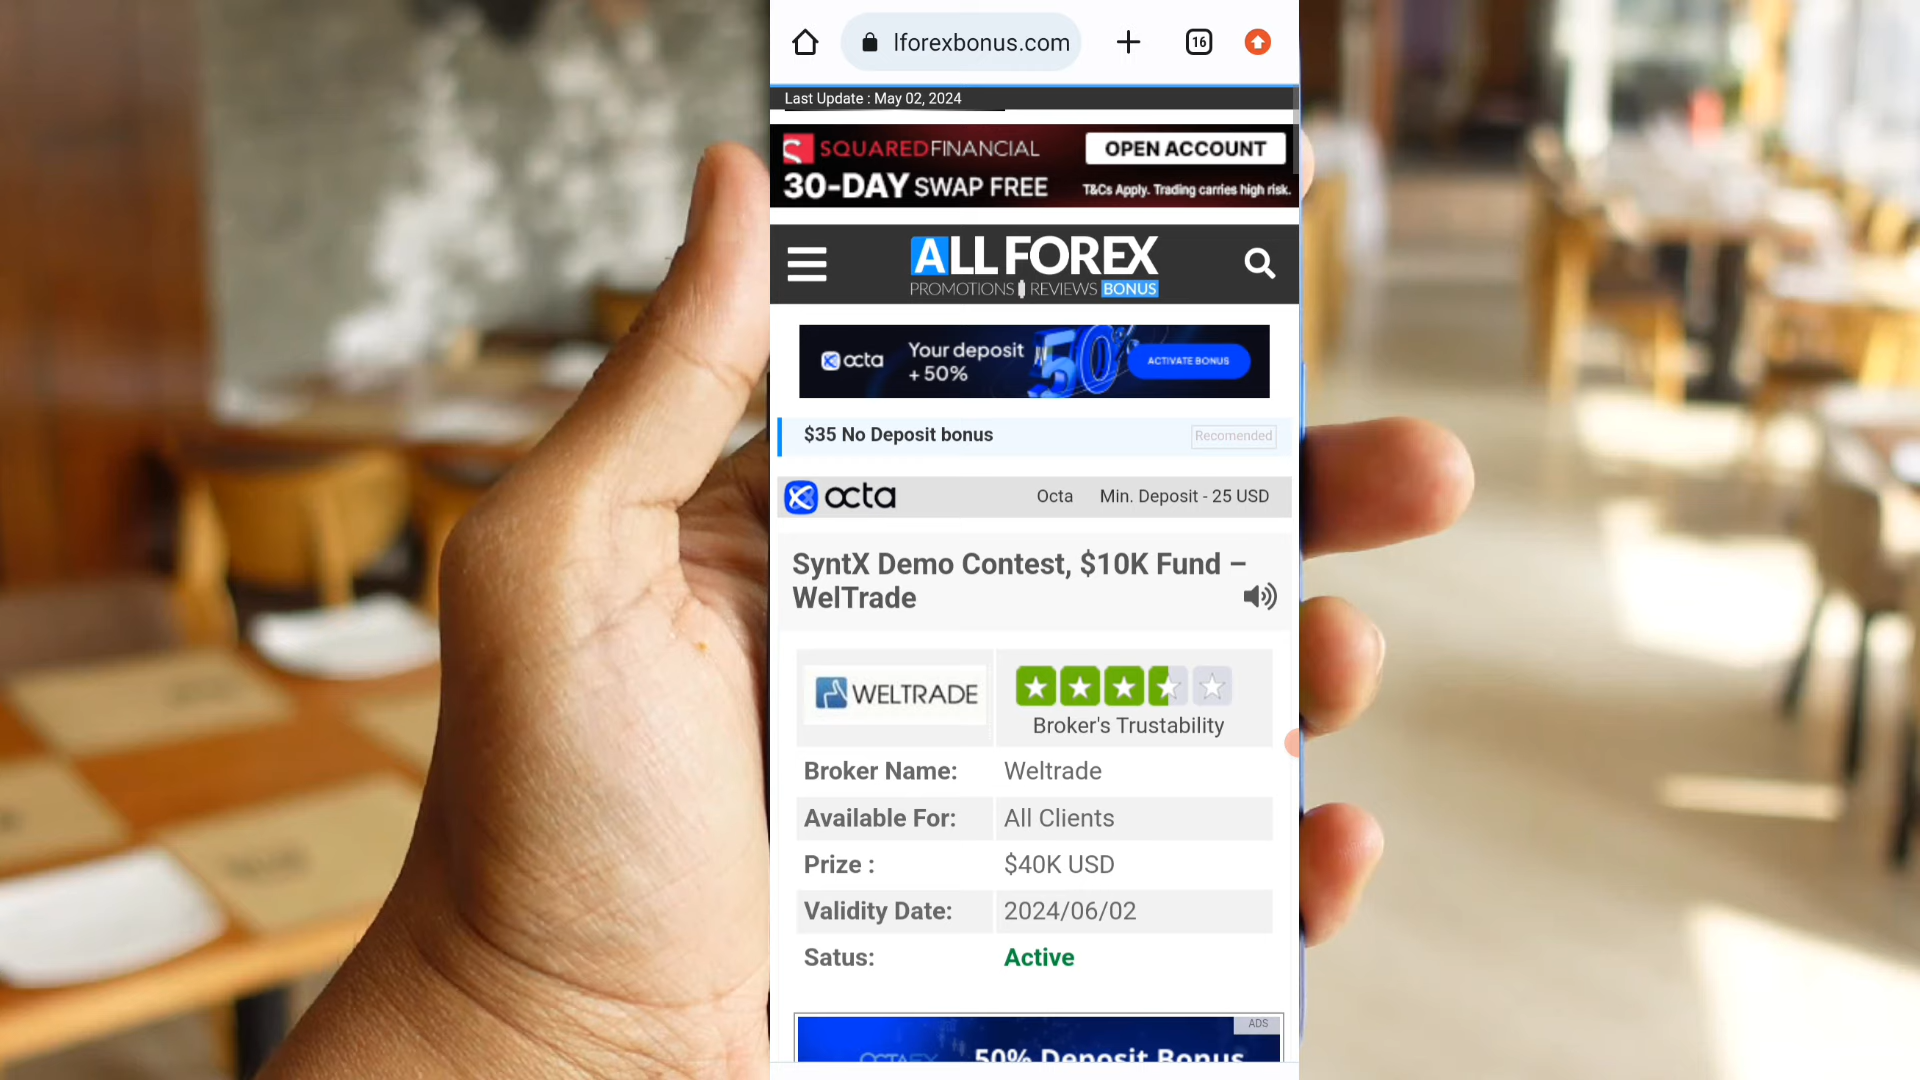 lforexbonus.com
16
Last Update : May 02, 2024
SQUAREDFINANCIAL
OPEN ACCOUNT
30-DAY SWAP FREE
T&Cs Apply. Trading carries high risk.
ALL FOREX
PROMOTIONS REVIEWS BONUS
octa
Your deposit
+ 50%
50%
ACTIVATE BONUS
$35 No Deposit bonus
Recomended
octa
Octa
Min. Deposit - 25 USD
SyntX Demo Contest, $10K Fund –
WelTrade
WELTRADE
Broker's Trustability
Broker Name: Weltrade
Available For: All Clients
Prize : $40K USD
Validity Date: 2024/06/02
Satus: Active
ADS
OCTAFX
50% Deposit Bonus